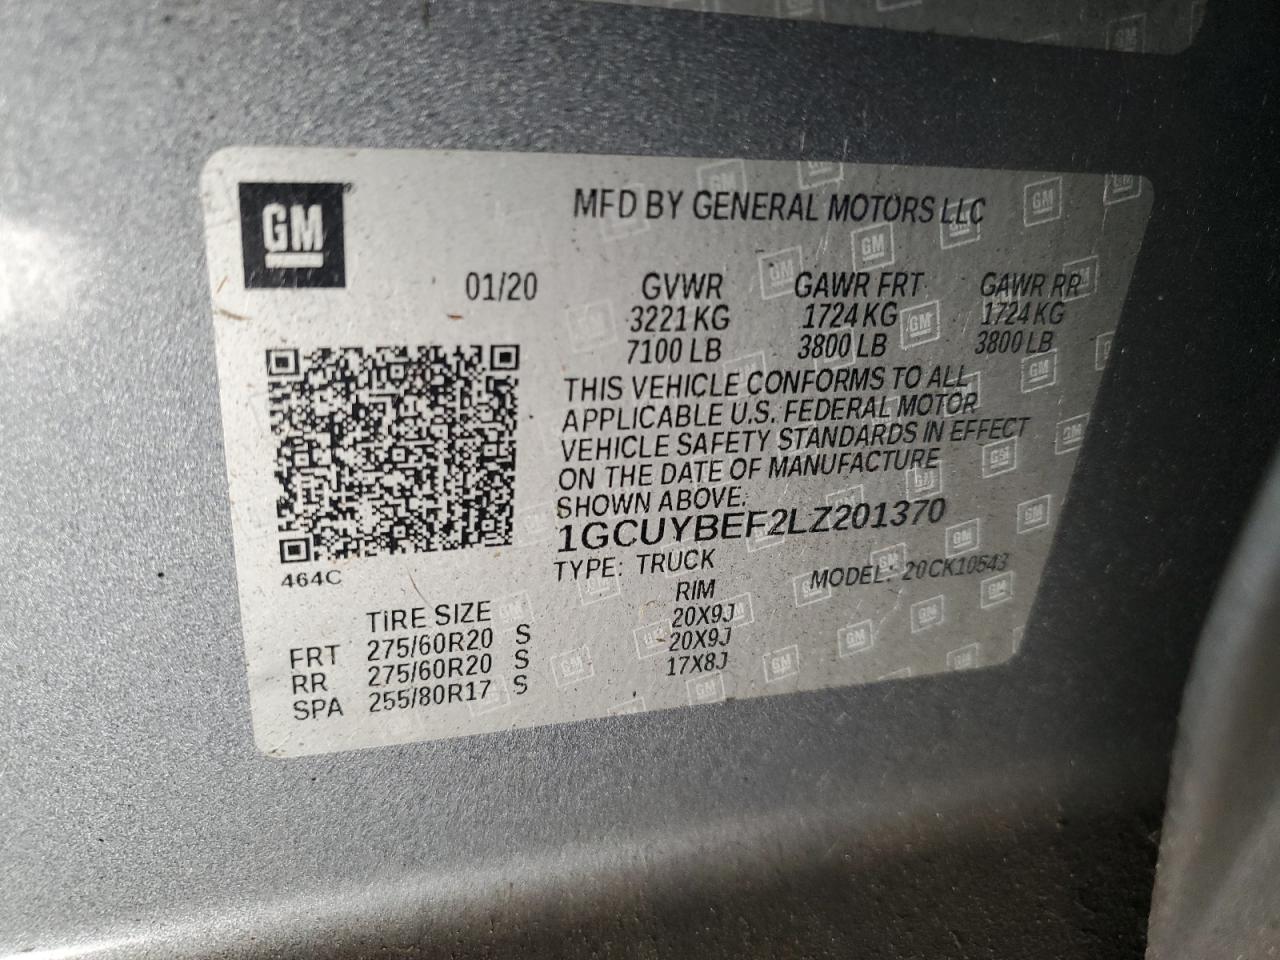 GM
MFD BY GENERAL MOTORS LLC
01/20 GVWR GAWR FRT GAWR RR
3221 KG 1724 KG 1724 KG
7100 LB 3800 LB 3800 LB
THIS VEHICLE CONFORMS TO ALL
APPLICABLE U.S. FEDERAL MOTOR
VEHICLE SAFETY STANDARDS IN EFFECT
ON THE DATE OF MANUFACTURE
SHOWN ABOVE.
1GCUYBEF2LZ201370
TYPE: TRUCK MODEL: 20CK10543
464C
TIRE SIZE RIM
FRT 275/60R20 S 20X9J
RR 275/60R20 S 20X9J
SPA 255/80R17 S 17X8J